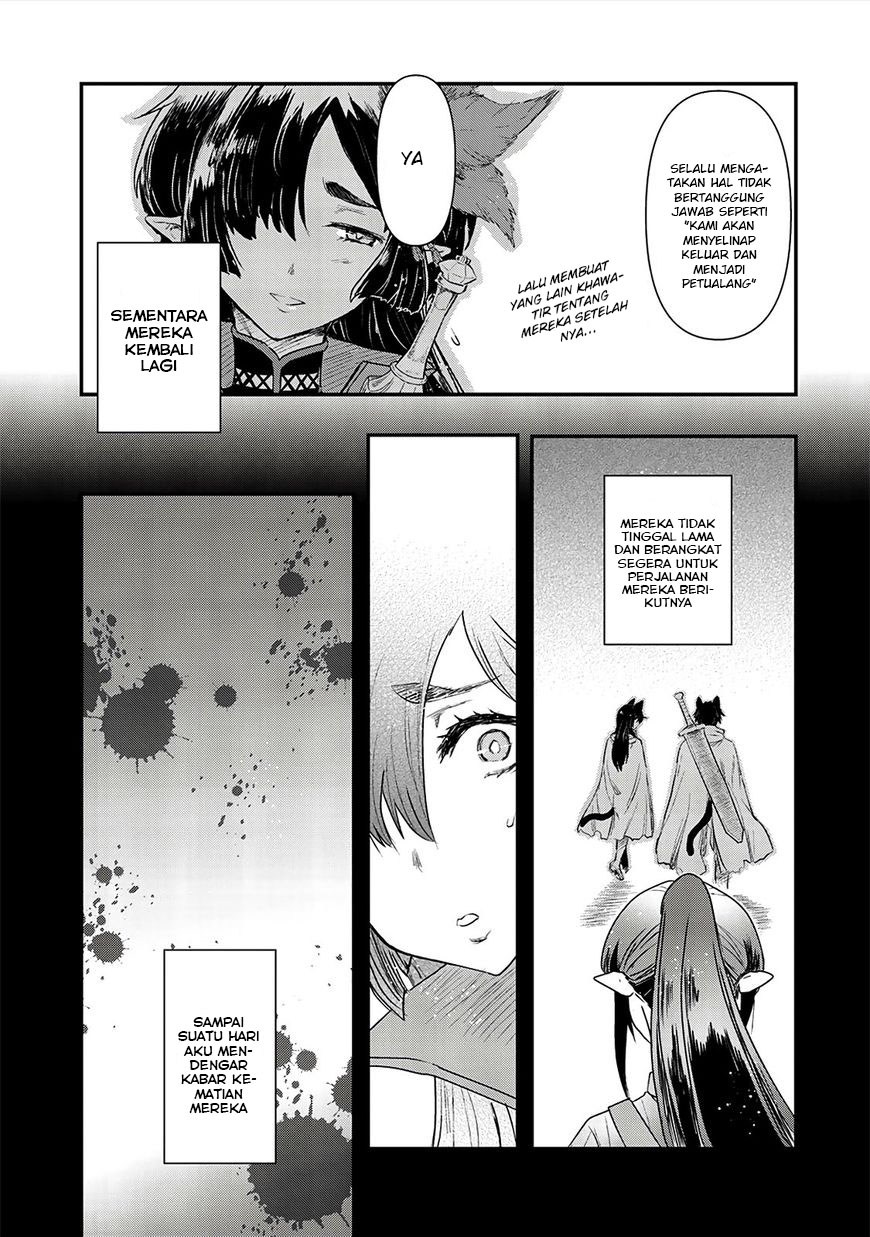 SELALU MENGA-
TAKAN HAL TIDAK
BERTANGGUNG
JAWAB SEPERTI
"KAMI AKAN
MENYELINAP
KELUAR DAN
MENJADI
PETUALANG"
LALU MEMBUAT
YANG LAIN KHAWA-
TIR TENTANG
MEREKA SETELAH
NYA...
YA
SEMENTARA
MEREKA
KEMBALI
LAGI
MEREKA TIDAK
TINGGAL LAMA
DAN BERANGKAT
SEGERA UNTUK
PERJALANAN
MEREKA BERI-
KUTNYA
SAMPAI
SUATU HARI
AKU MEN-
DENGAR
KABAR KE-
MATIAN
MEREKA